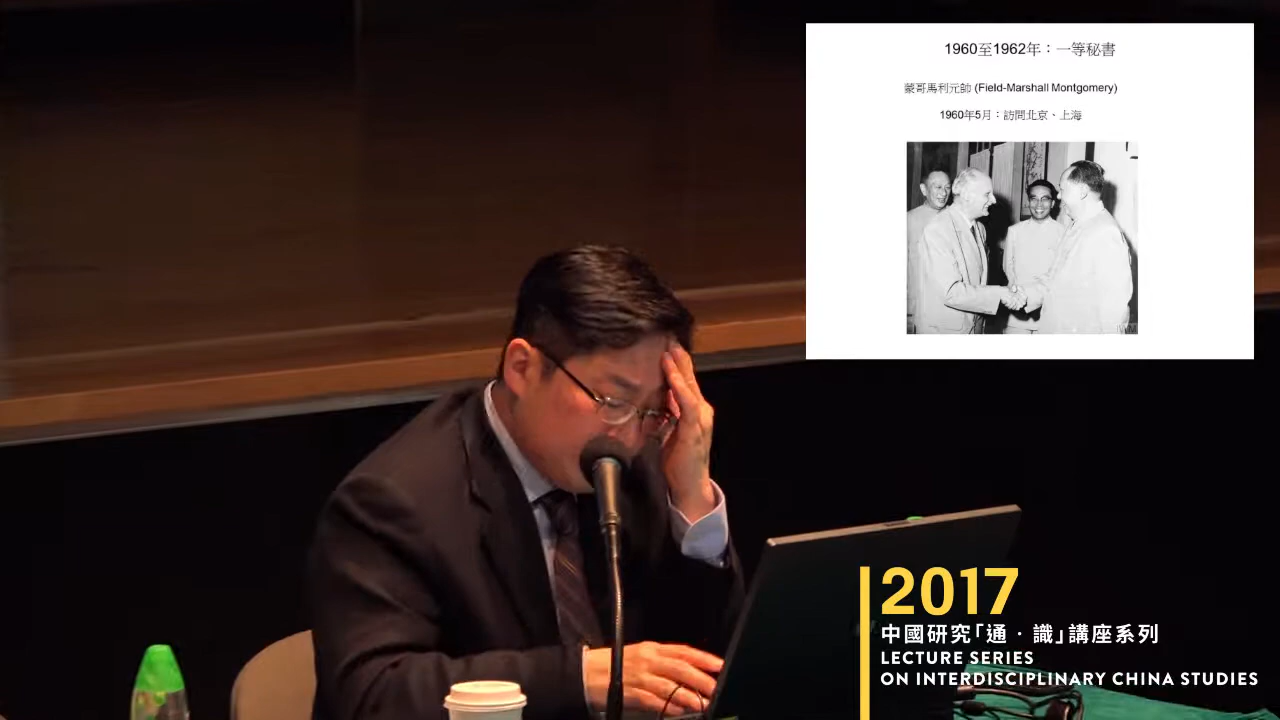 1960至1962年：一等秘書
蒙哥馬利元帥 (Field-Marshall Montgomery)
1960年5月：訪問北京、上海
2017
中國研究「通．識」講座系列
LECTURE SERIES
ON INTERDISCIPLINARY CHINA STUDIES